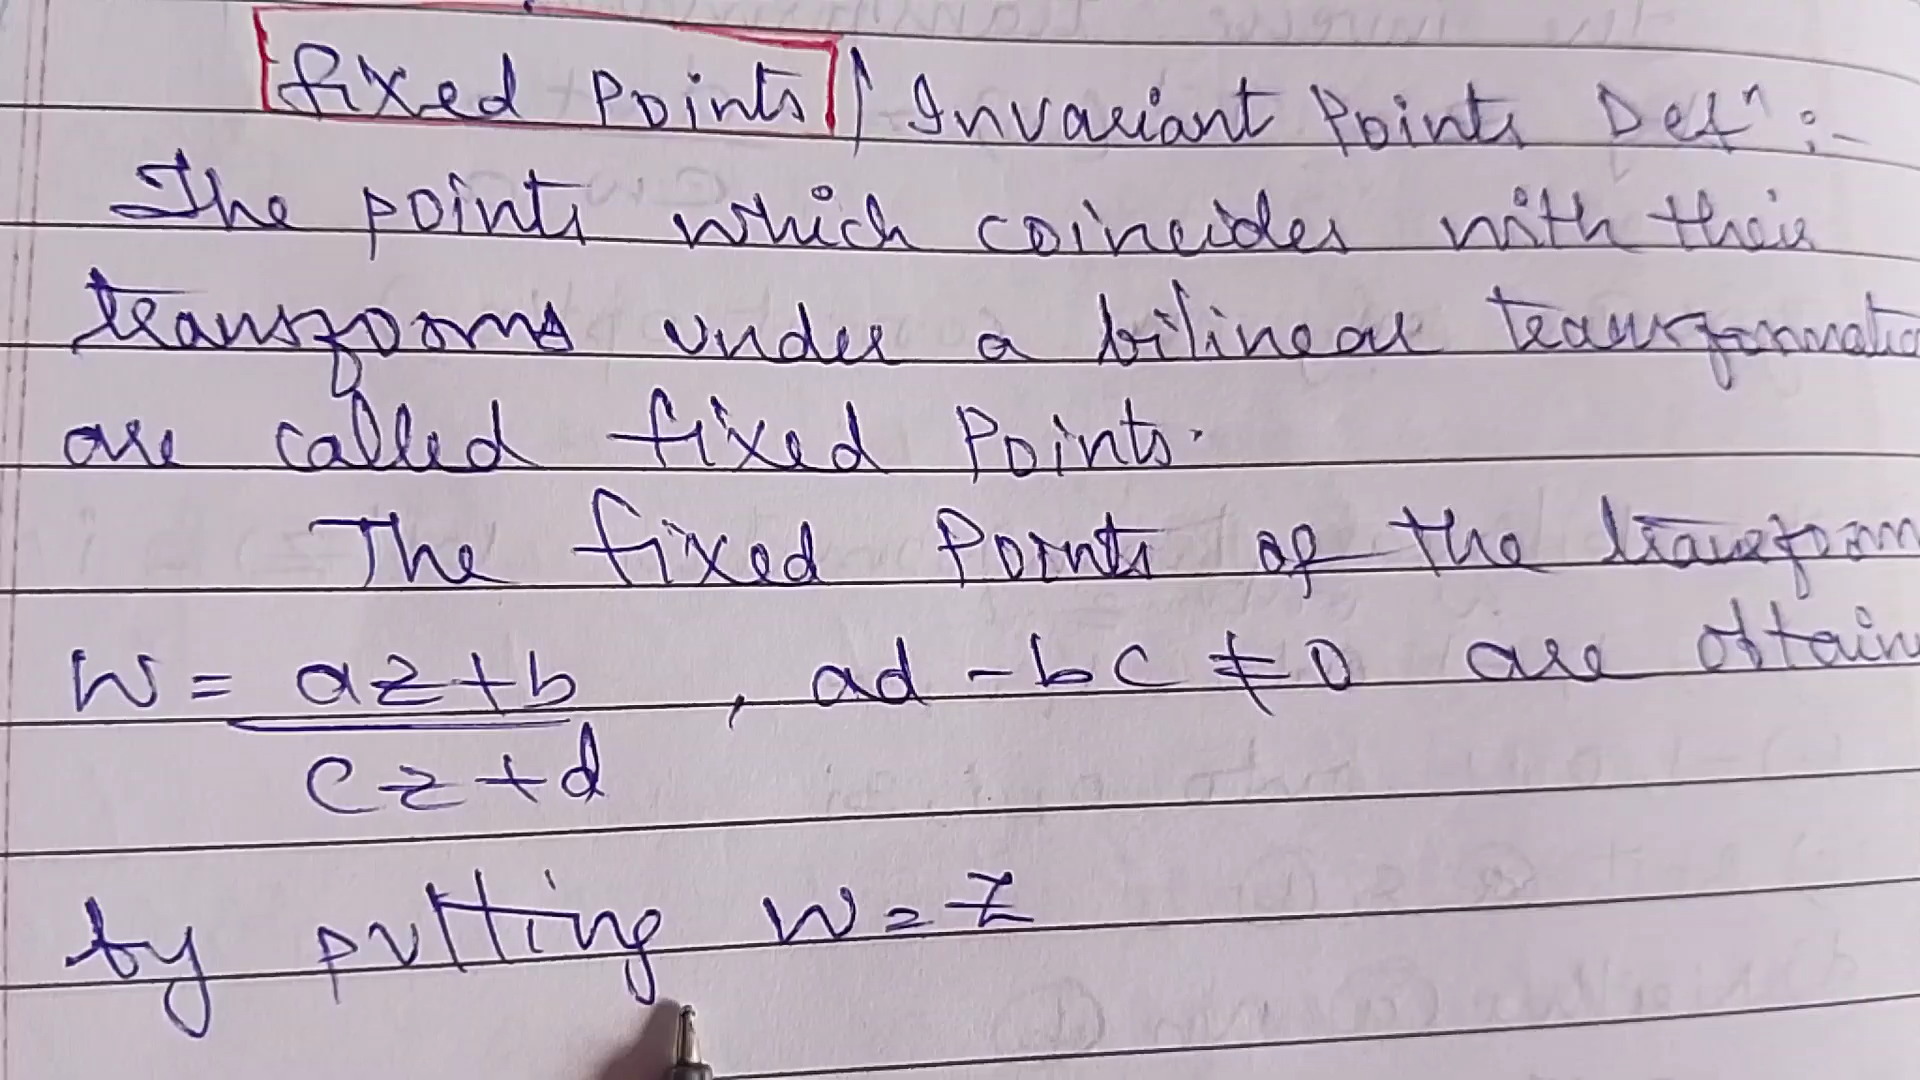 fixed Points / Invariant Points Defⁿ :-
The points which coincides with their
transforms under a bilinear transformatio
are called fixed Points.
The fixed Points of the transform
W = az+b / cz+d , ad - bc ≠ 0 are obtain
by putting W = Z